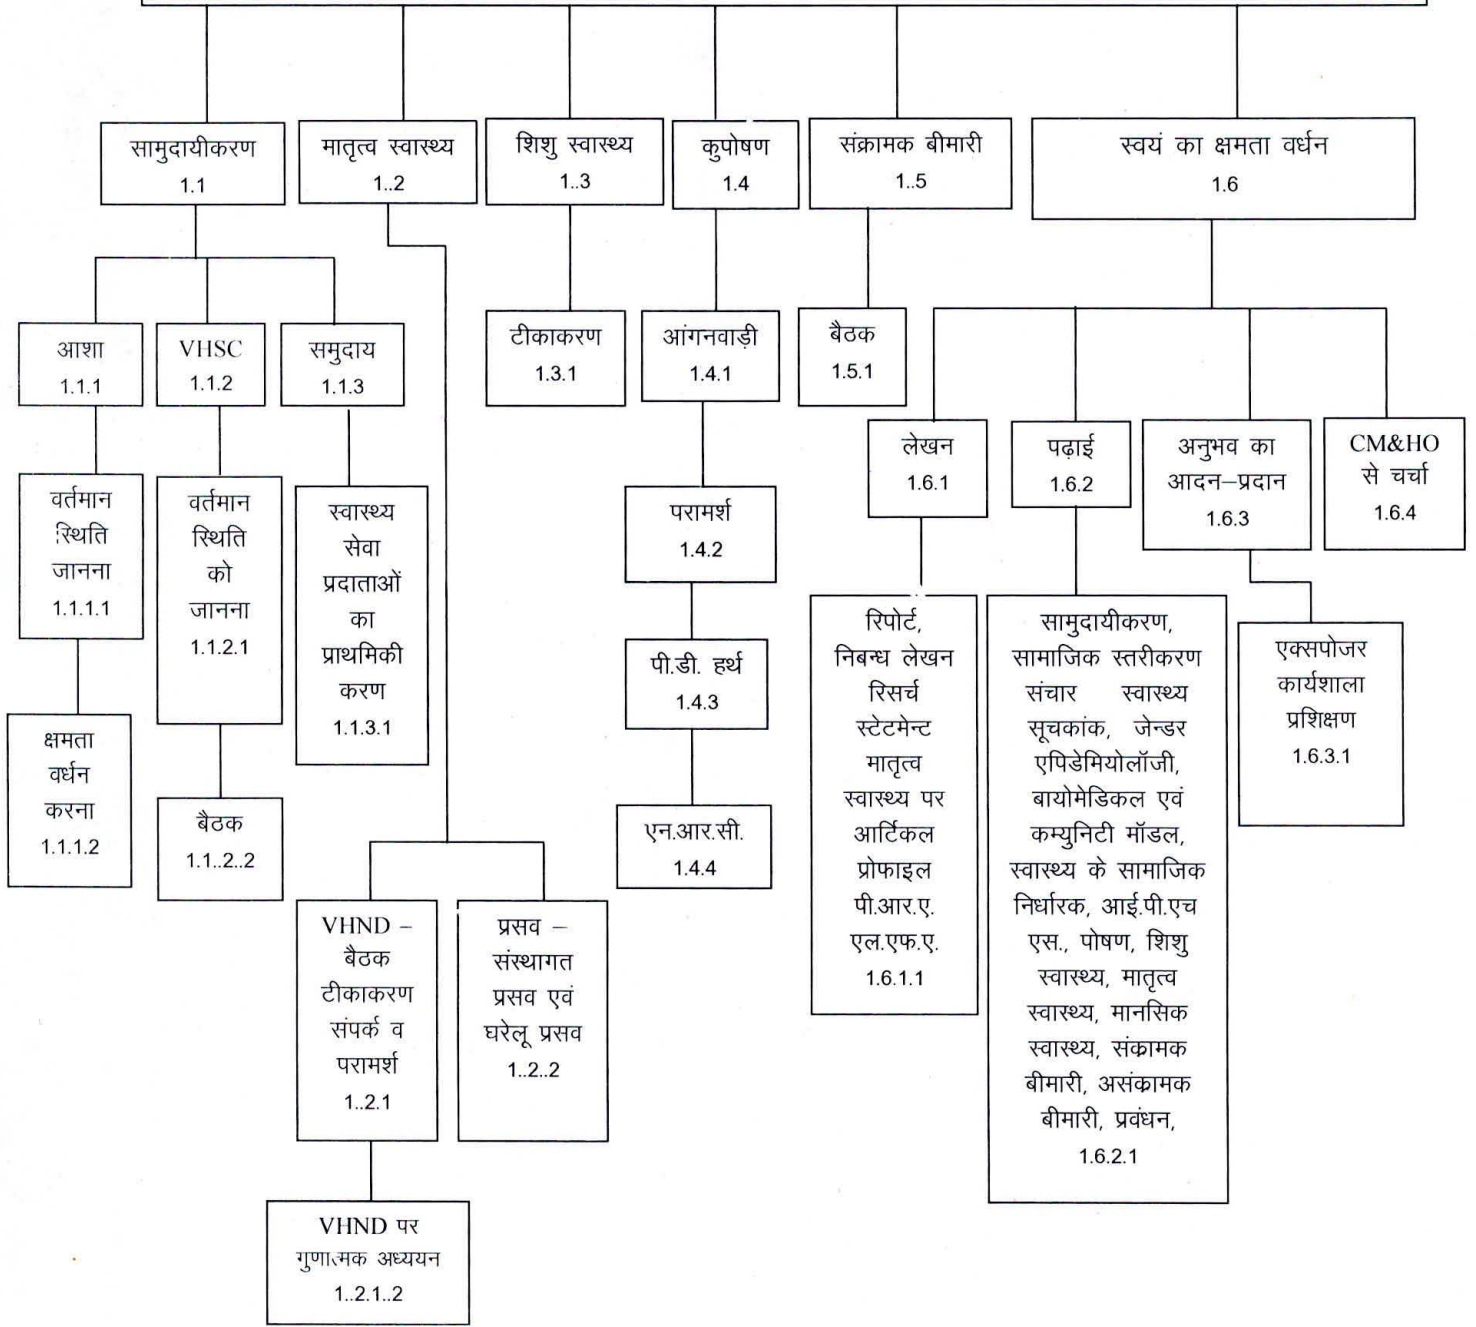 सामुदायीकरण
1.1
मातृत्व स्वास्थ्य
1..2
शिशु स्वास्थ्य
1..3
कुपोषण
1.4
संक्रामक बीमारी
1..5
स्वयं का क्षमता वर्धन
1.6
आशा
1.1.1
VHSC
1.1.2
समुदाय
1.1.3
टीकाकरण
1.3.1
आंगनवाड़ी
1.4.1
बैठक
1.5.1
लेखन
1.6.1
पढ़ाई
1.6.2
अनुभव का
आदन–प्रदान
1.6.3
CM&HO
से चर्चा
1.6.4
वर्तमान
स्थिति
जानना
1.1.1.1
वर्तमान
स्थिति
को
जानना
1.1.2.1
स्वास्थ्य
सेवा
प्रदाताओं
का
प्राथमिकी
करण
1.1.3.1
परामर्श
1.4.2
पी.डी. हर्थ
1.4.3
एन.आर.सी.
1.4.4
रिपोर्ट,
निबन्ध लेखन
रिसर्च
स्टेटमेन्ट
मातृत्व
स्वास्थ्य पर
आर्टिकल
प्रोफाइल
पी.आर.ए.
एल.एफ.ए.
1.6.1.1
सामुदायीकरण,
सामाजिक स्तरीकरण
संचार स्वास्थ्य
सूचकांक, जेन्डर
एपिडेमियोलॉजी,
बायोमेडिकल एवं
कम्युनिटी मॉडल,
स्वास्थ्य के सामाजिक
निर्धारक, आई.पी.एच
एस., पोषण, शिशु
स्वास्थ्य, मातृत्व
स्वास्थ्य, मानसिक
स्वास्थ्य, संक्रामक
बीमारी, असंक्रामक
बीमारी, प्रवंधन,
1.6.2.1
एक्सपोजर
कार्यशाला
प्रशिक्षण
1.6.3.1
क्षमता
वर्धन
करना
1.1.1.2
बैठक
1.1..2..2
VHND –
बैठक
टीकाकरण
संपर्क व
परामर्श
1..2.1
प्रसव –
संस्थागत
प्रसव एवं
घरेलू प्रसव
1..2..2
VHND पर
गुणात्मक अध्ययन
1..2.1..2